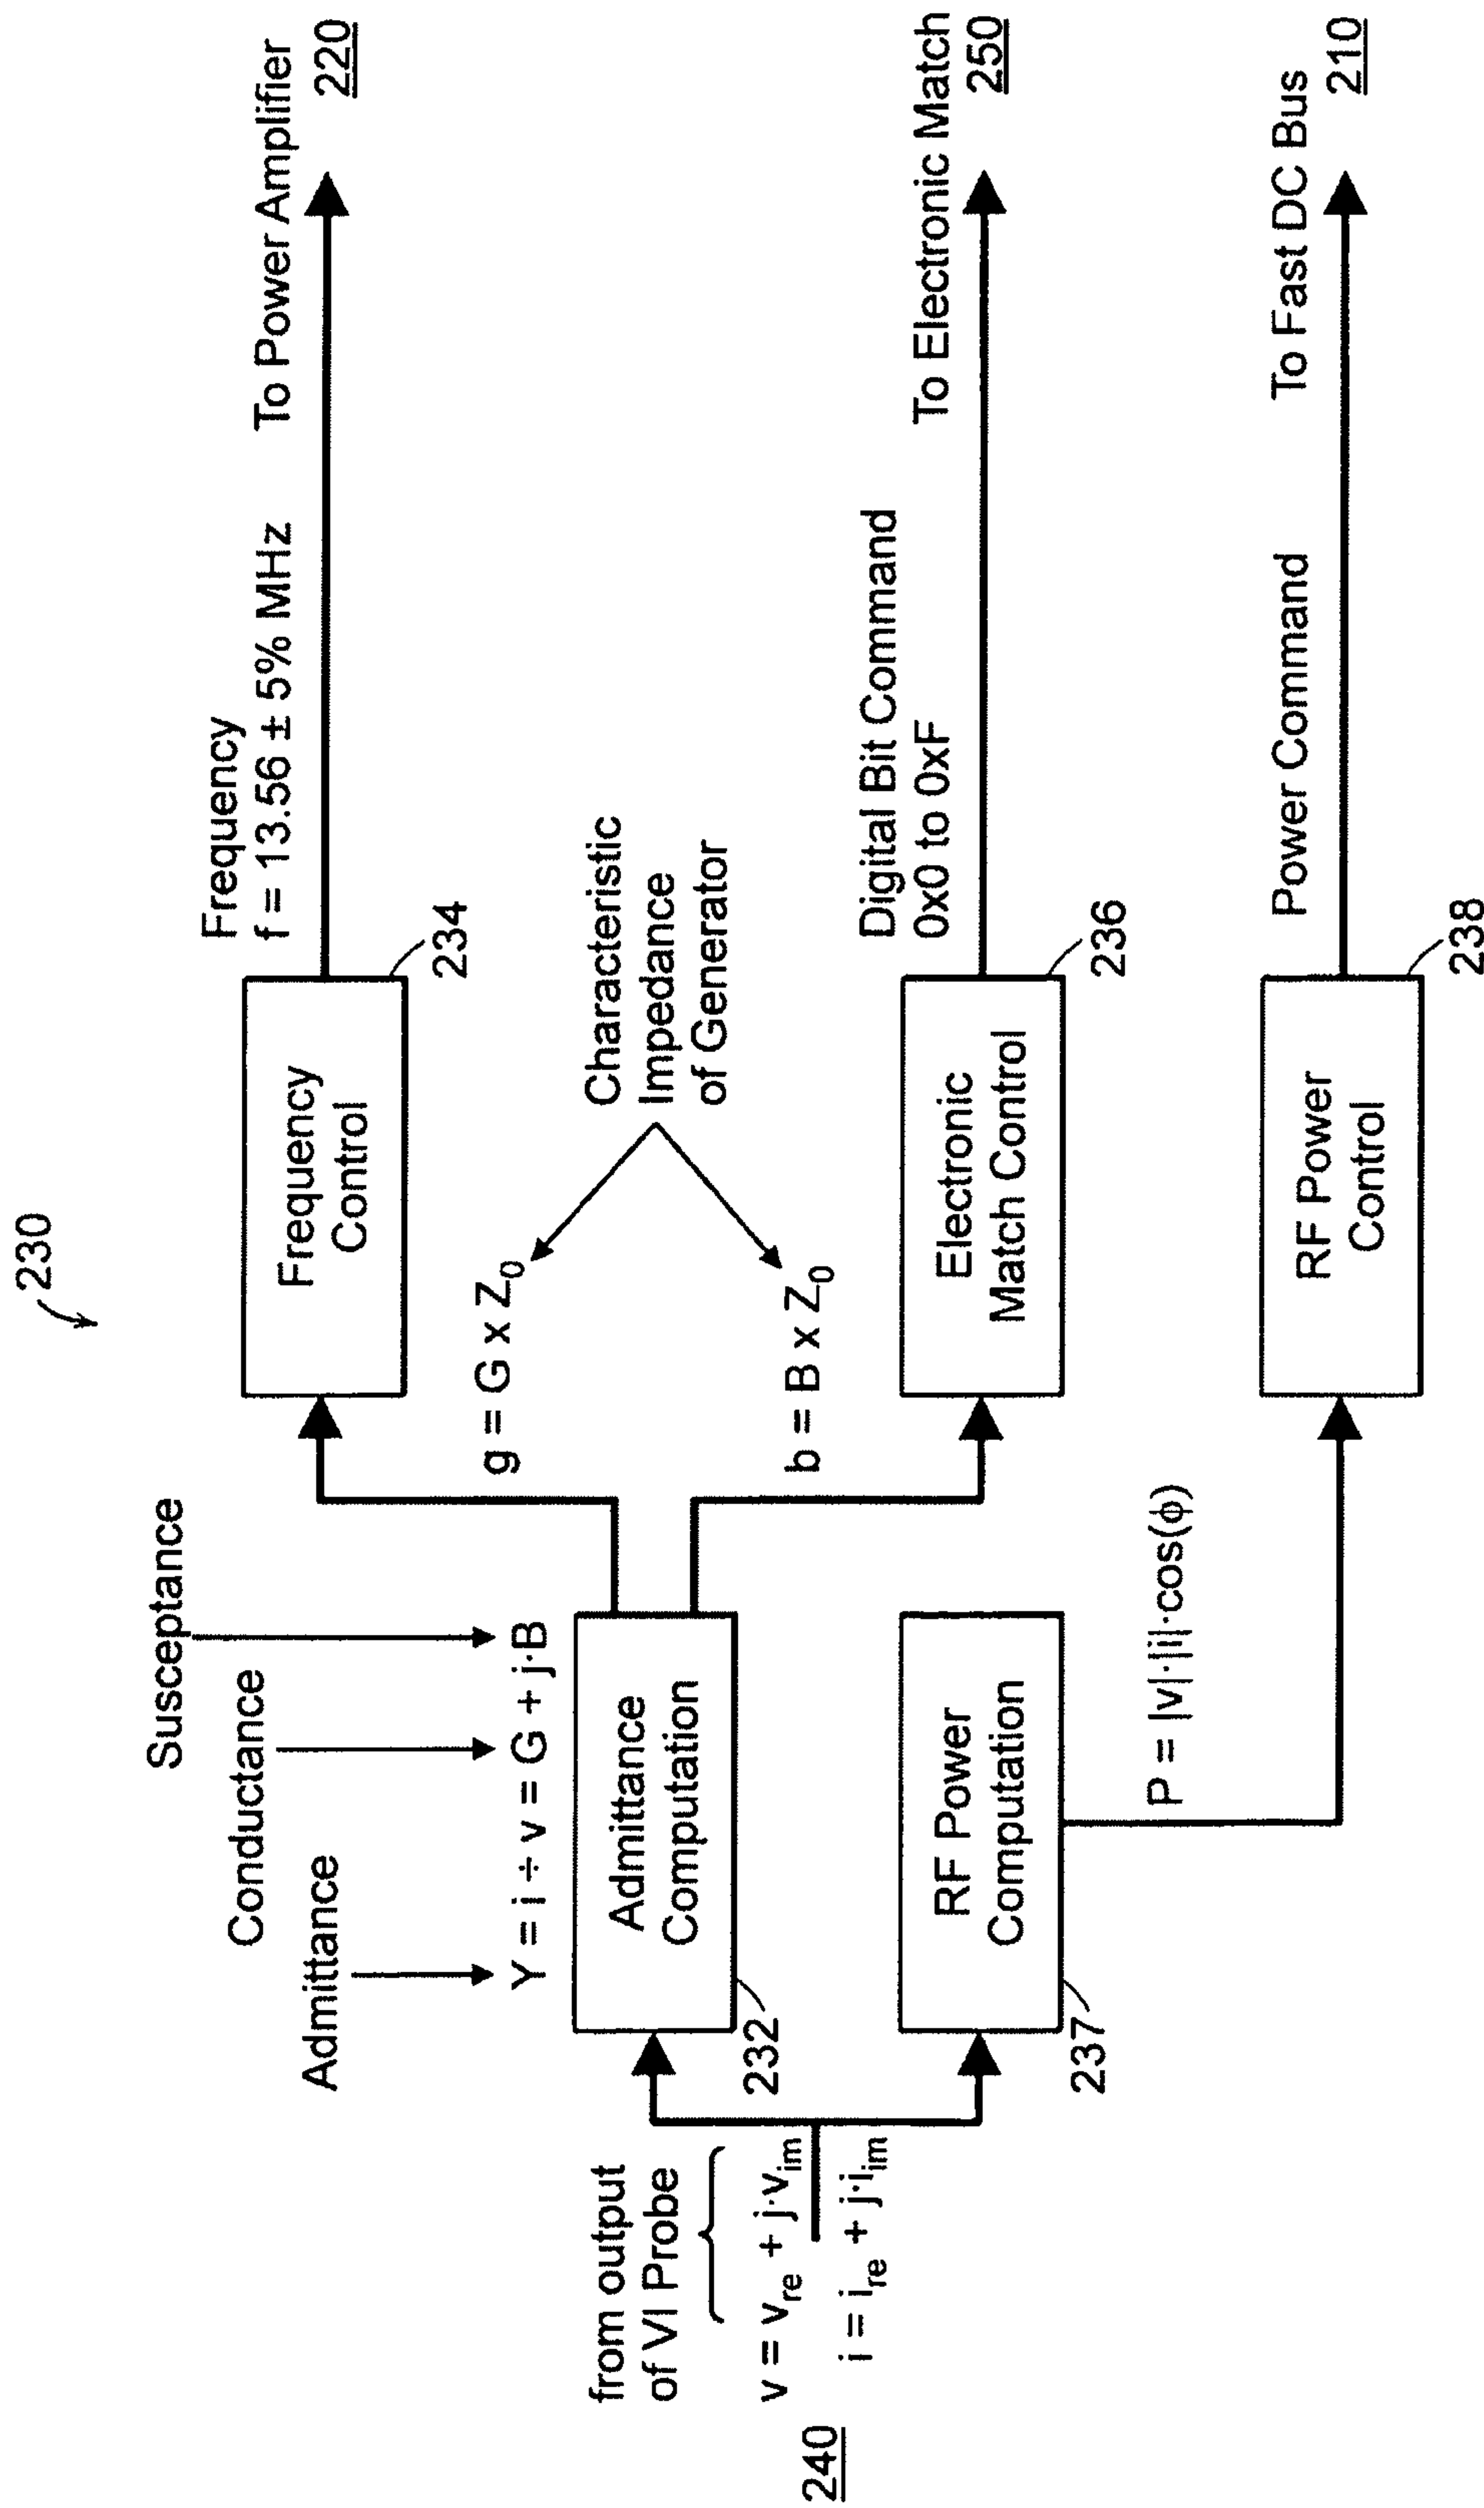 230
Susceptance
Conductance
Admittance
Y = i ÷ v = G + j·B
from output
of VI Probe
v = v_re + j·v_im
i = i_re + j·i_im
240
Admittance
Computation
232
RF Power
Computation
237
g = G x Z_0
b = B x Z_0
Characteristic
Impedance
of Generator
P = |v|·|i|·cos(ϕ)
Frequency
Control
234
Electronic
Match Control
236
RF Power
Control
238
Frequency
f = 13.56 ± 5% MHz
To Power Amplifier
220
Digital Bit Command
0x0 to 0xF
To Electronic Match
250
Power Command
To Fast DC Bus
210